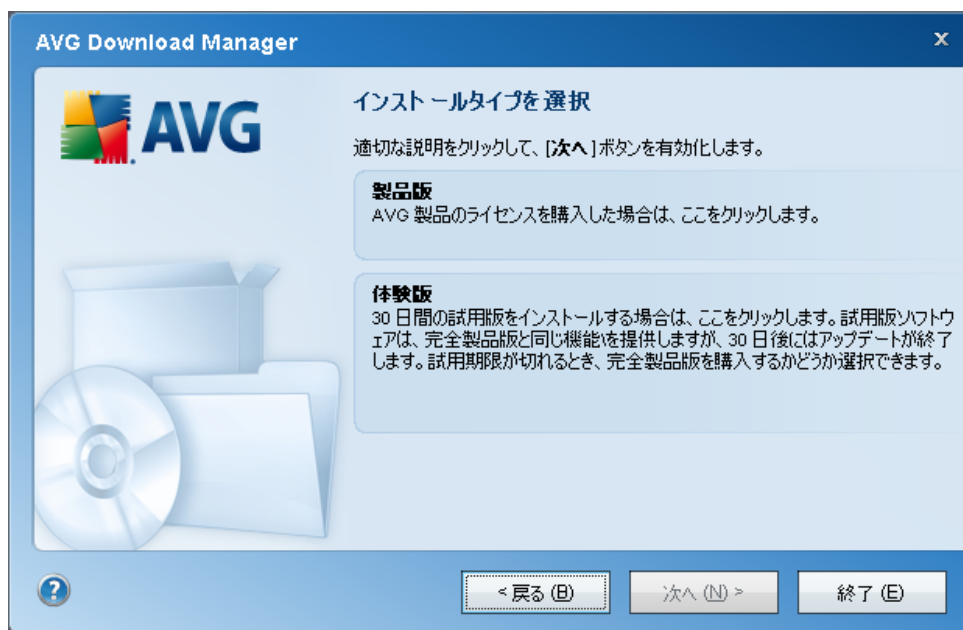 AVG Download Manager
x
AVG
インストールタイプを選択
適切な説明をクリックして、[次へ]ボタンを有効化します。
製品版
AVG 製品のライセンスを購入した場合は、ここをクリックします。
体験版
30 日間の試用版をインストールする場合は、ここをクリックします。試用版ソフトウ
ェアは、完全製品版と同じ機能を提供しますが、30 日後にはアップデートが終了
します。試用期限が切れるとき、完全製品版を購入するかどうか選択できます。
?
< 戻る (B)
次へ (N) >
終了 (E)